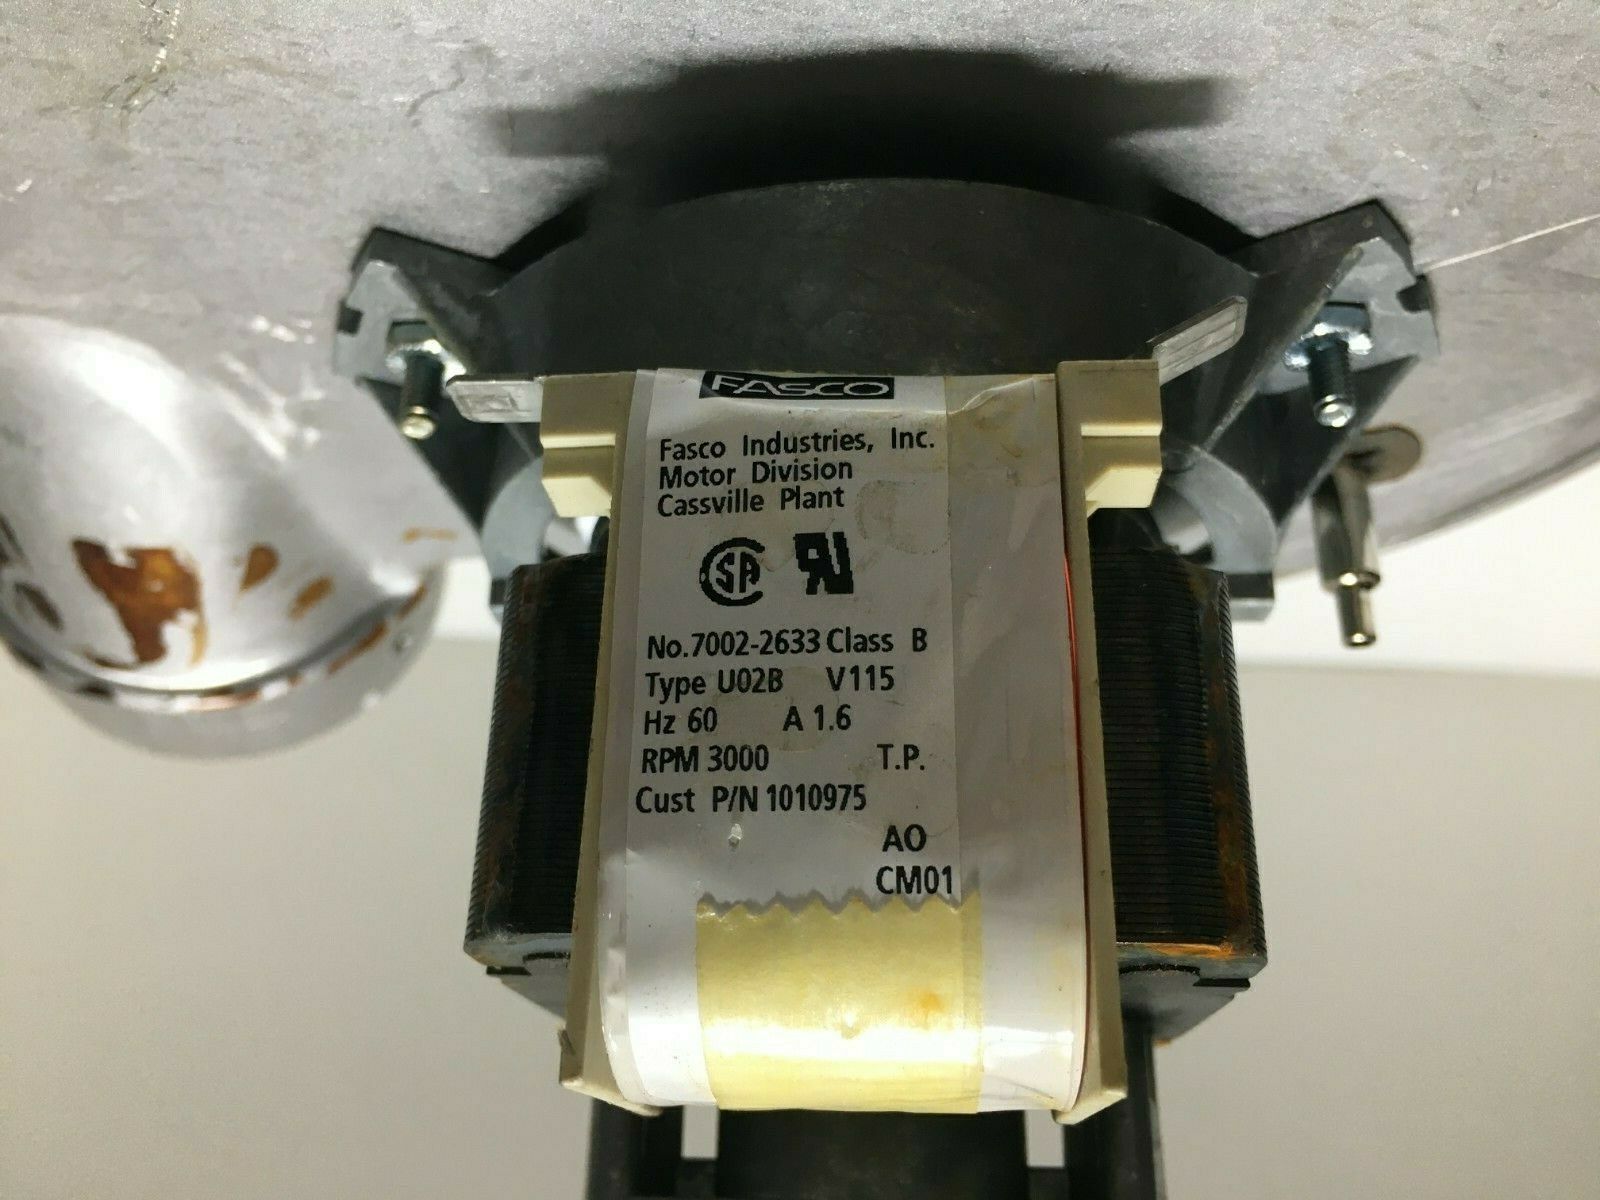 FASCO
Fasco Industries, Inc.
Motor Division
Cassville Plant
SA
No.7002-2633 Class B
Type U02B V115
Hz 60 A 1.6
RPM 3000 T.P.
Cust P/N 1010975
AO
CM01